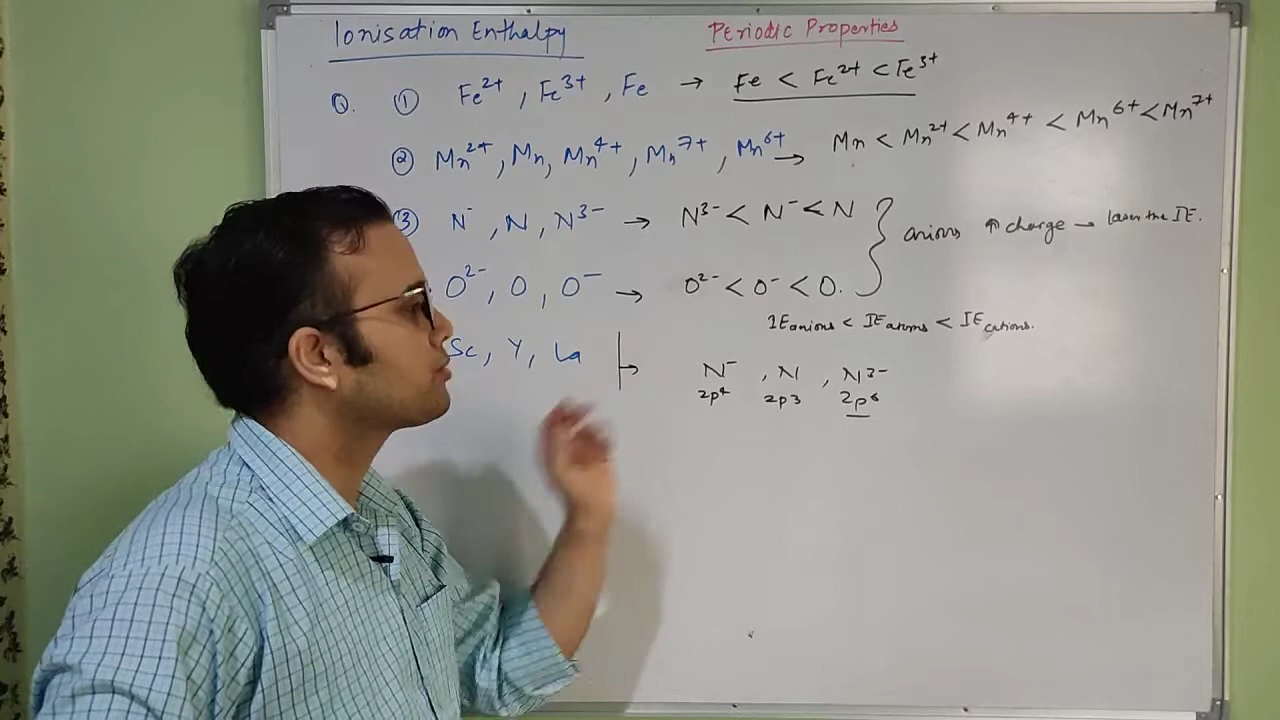 Ionisation Enthalpy
Periodic Properties
Q. ① Fe²⁺, Fe³⁺, Fe → Fe < Fe²⁺ < Fe³⁺
② Mn²⁺, Mn, Mn⁴⁺, Mn⁷⁺, Mn⁶⁺ → Mn < Mn²⁺ < Mn⁴⁺ < Mn⁶⁺ < Mn⁷⁺
③ N⁻, N, N³⁻ → N³⁻ < N⁻ < N
anions ↑ charge → the IE.
O²⁻, O, O⁻ → O²⁻ < O⁻ < O.
IE anions < IE atoms < IE cations.
Sc, Y, La →
N⁻, N, N³⁻
2p⁴ 2p3 2p⁶